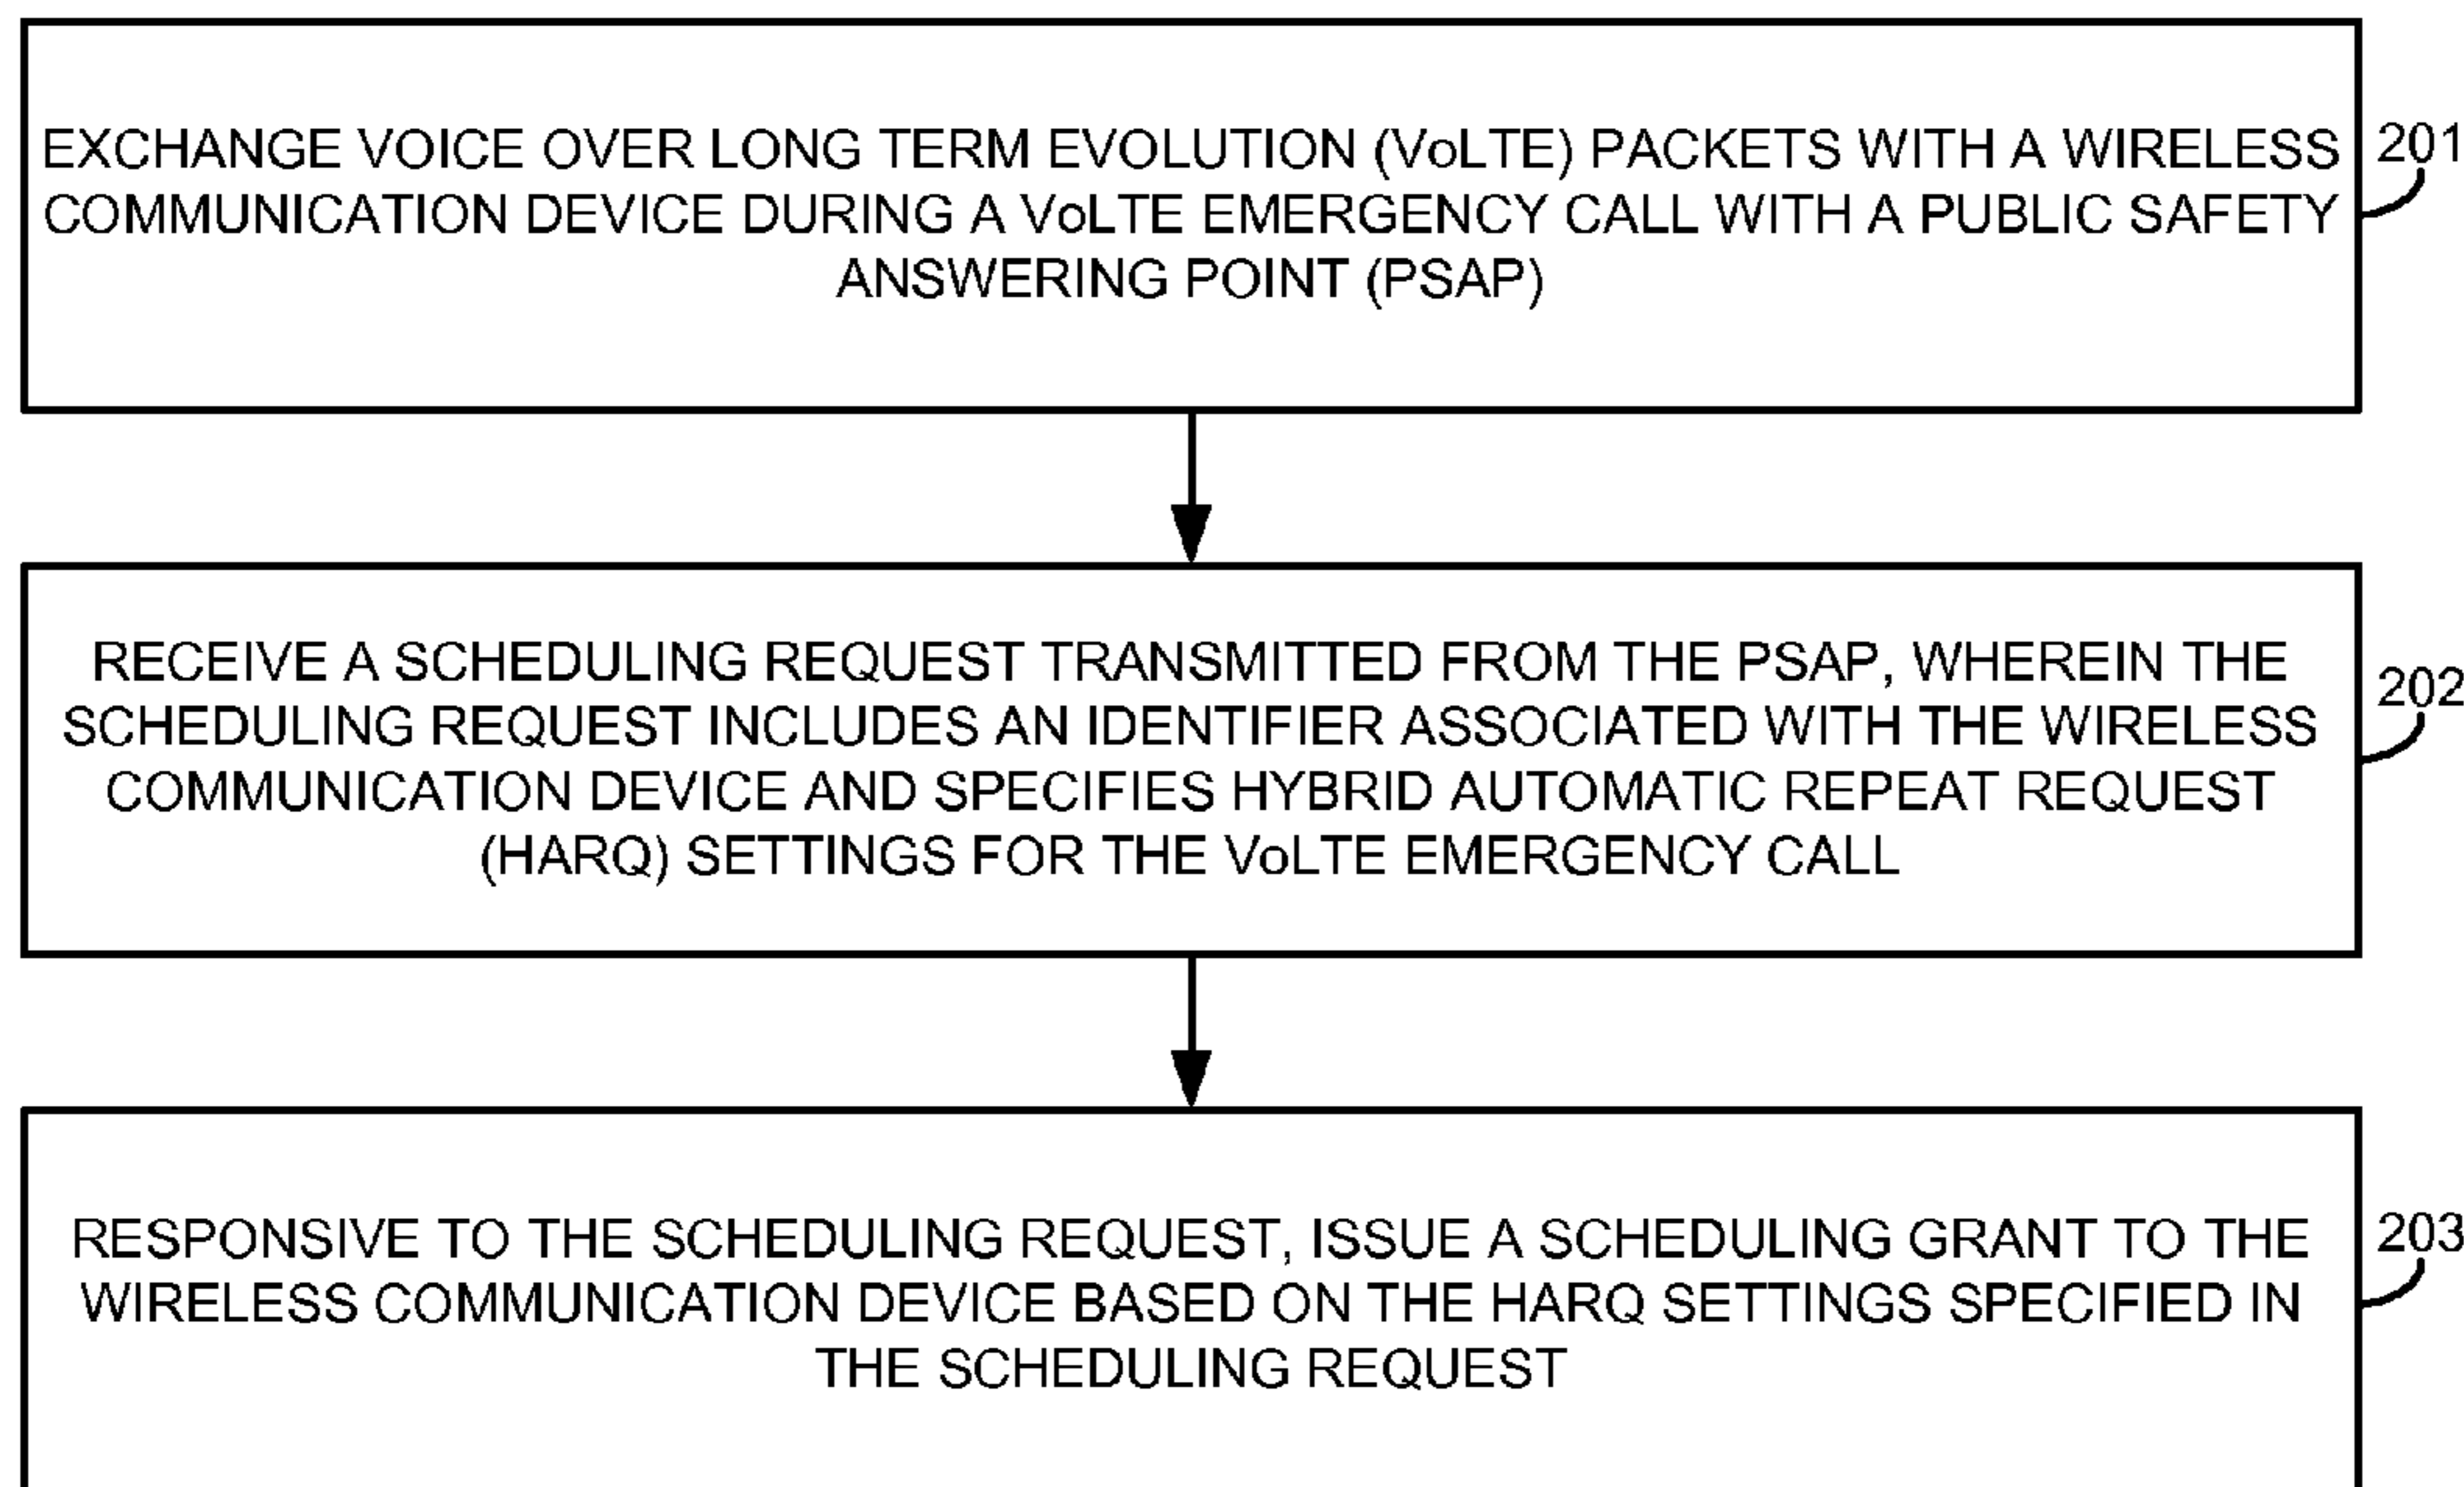 EXCHANGE VOICE OVER LONG TERM EVOLUTION (VoLTE) PACKETS WITH A WIRELESS
COMMUNICATION DEVICE DURING A VoLTE EMERGENCY CALL WITH A PUBLIC SAFETY
ANSWERING POINT (PSAP)
201
RECEIVE A SCHEDULING REQUEST TRANSMITTED FROM THE PSAP, WHEREIN THE
SCHEDULING REQUEST INCLUDES AN IDENTIFIER ASSOCIATED WITH THE WIRELESS
COMMUNICATION DEVICE AND SPECIFIES HYBRID AUTOMATIC REPEAT REQUEST
(HARQ) SETTINGS FOR THE VoLTE EMERGENCY CALL
202
RESPONSIVE TO THE SCHEDULING REQUEST, ISSUE A SCHEDULING GRANT TO THE
WIRELESS COMMUNICATION DEVICE BASED ON THE HARQ SETTINGS SPECIFIED IN
THE SCHEDULING REQUEST
203